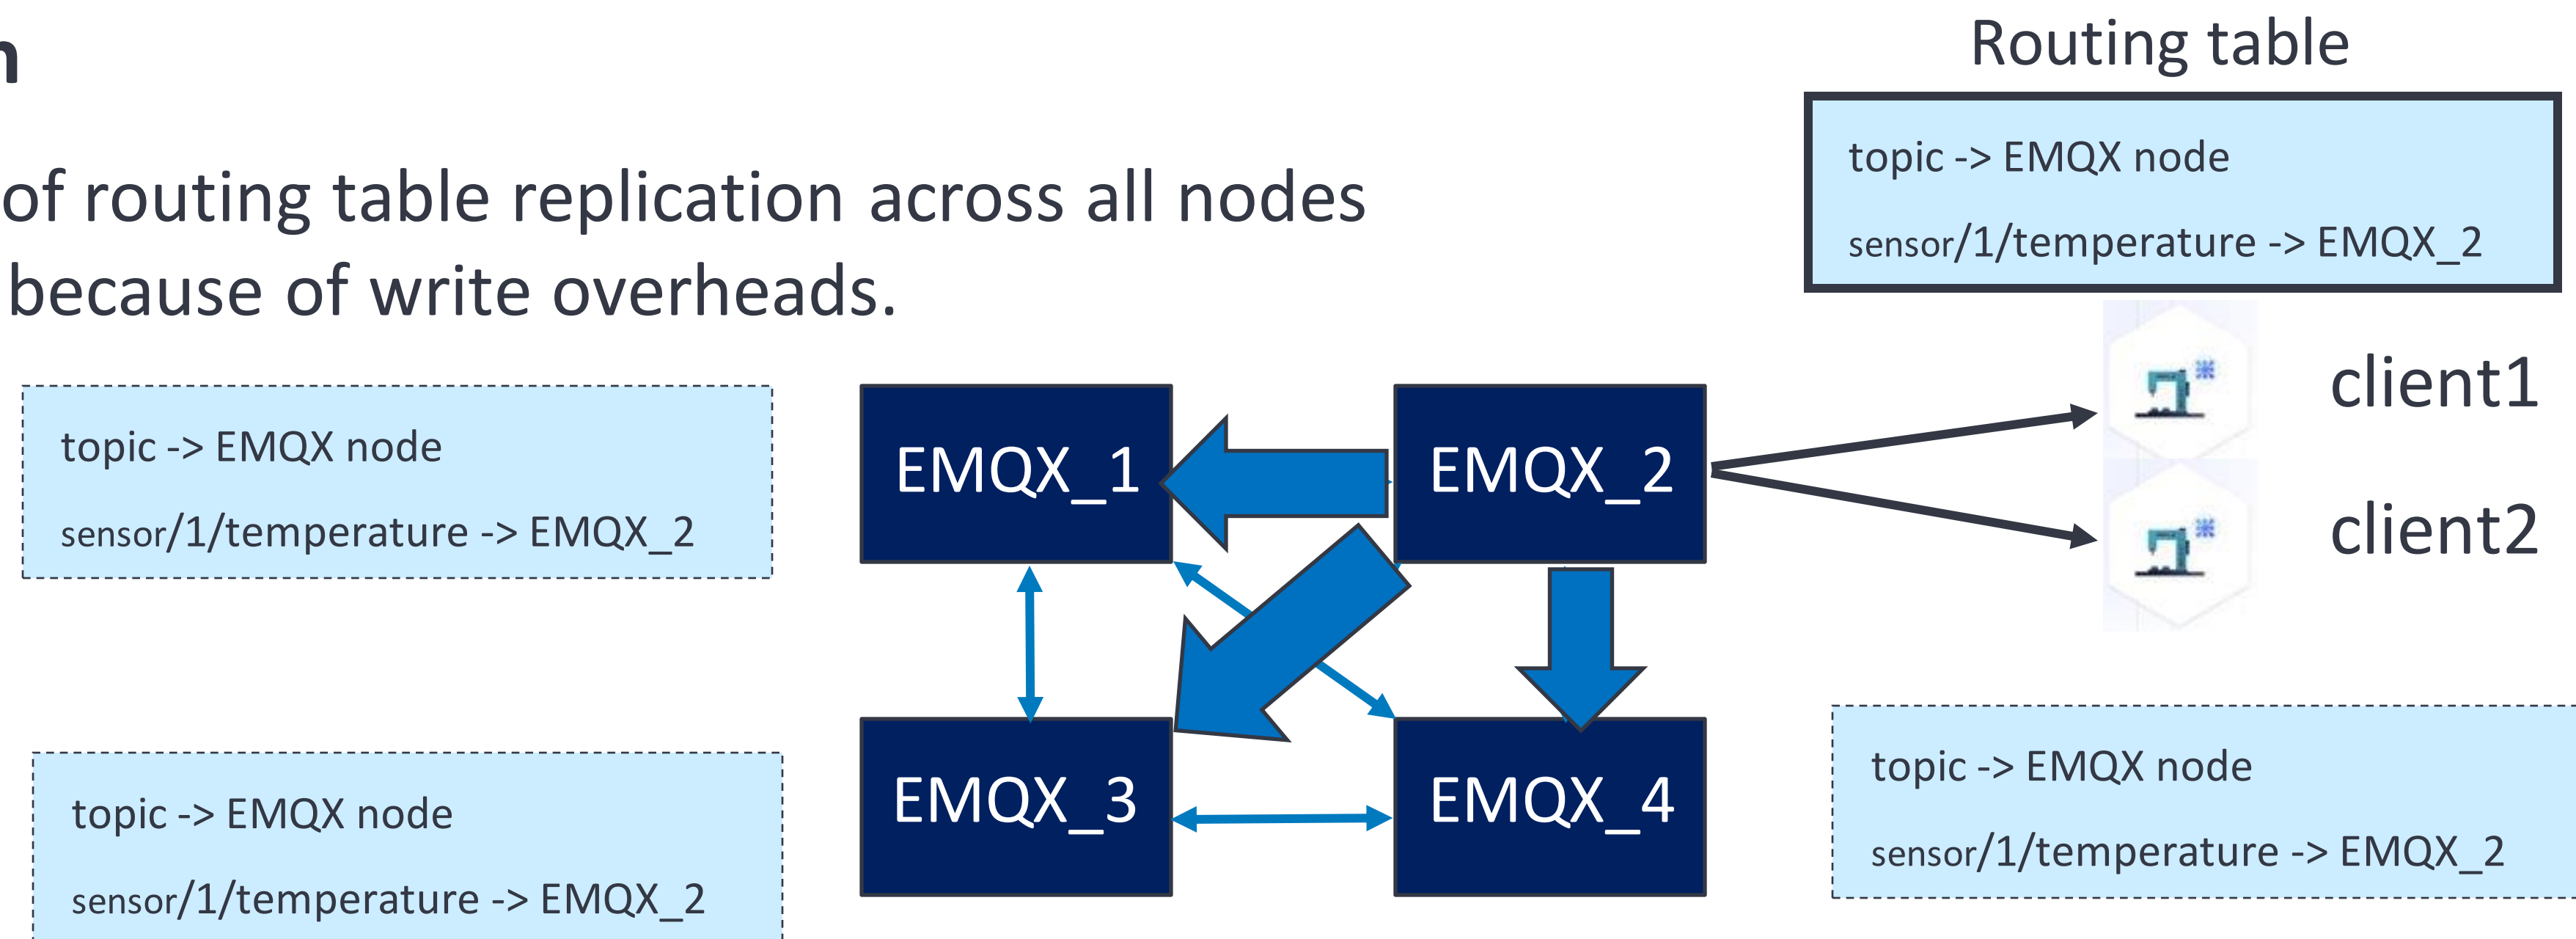 n
of routing table replication across all nodes
because of write overheads.
Routing table
topic -> EMQX node
sensor/1/temperature -> EMQX_2
client1
client2
topic -> EMQX node
sensor/1/temperature -> EMQX_2
EMQX_1
EMQX_2
EMQX_3
EMQX_4
topic -> EMQX node
sensor/1/temperature -> EMQX_2
topic -> EMQX node
sensor/1/temperature -> EMQX_2